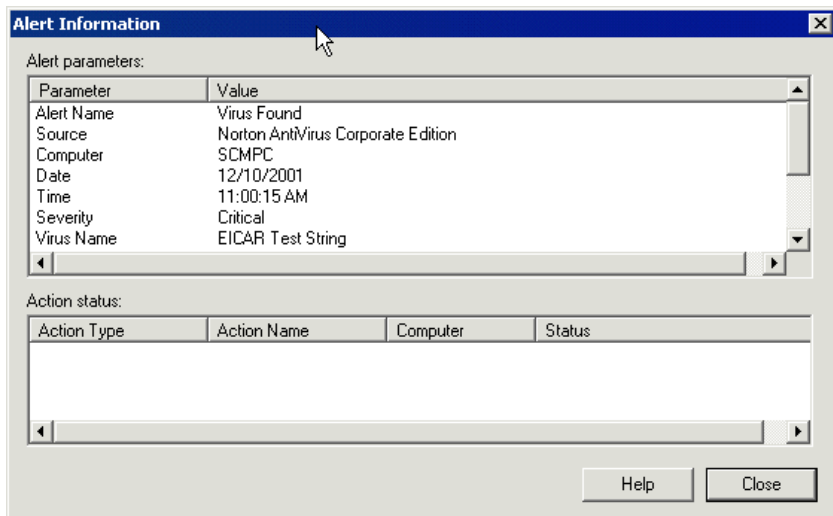 Alert Information
Alert parameters:
Parameter Value
Alert Name Virus Found
Source Norton AntiVirus Corporate Edition
Computer SCMPC
Date 12/10/2001
Time 11:00:15 AM
Severity Critical
Virus Name EICAR Test String
Action status:
Action Type Action Name Computer Status
Help Close